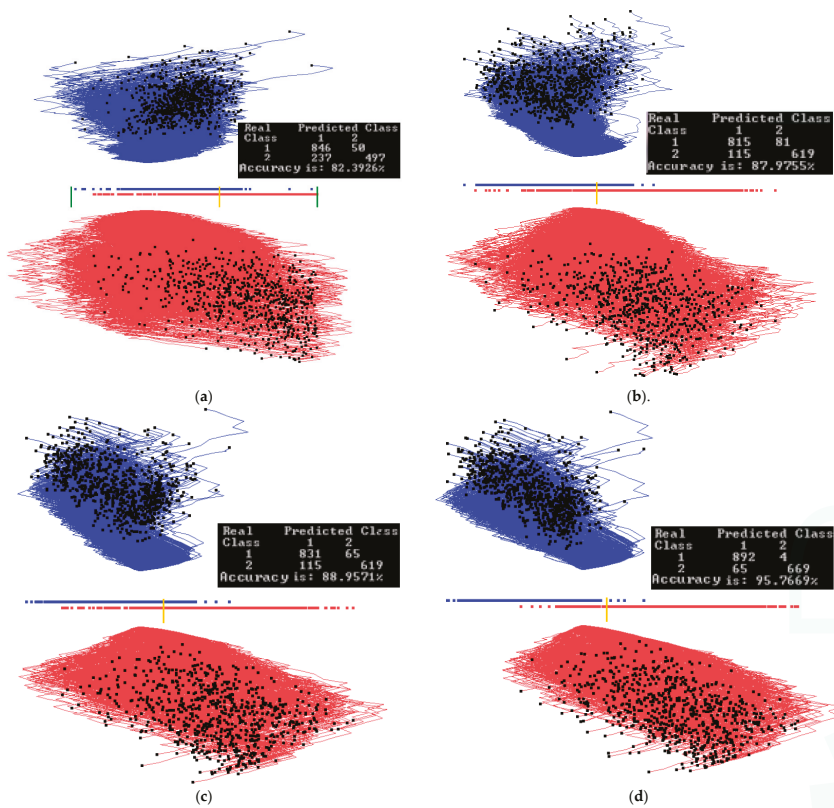 Real Predicted Class
Class 1 2
1 846 50
2 237 497
Accuracy is: 82.3926%
Real Predicted Class
Class 1 2
1 815 81
2 115 619
Accuracy is: 87.9755%
(a)
(b).
Real Predicted Class
Class 1 2
1 831 65
2 115 619
Accuracy is: 88.9571%
Real Predicted Class
Class 1 2
1 892 4
2 65 669
Accuracy is: 95.7669%
(c)
(d)